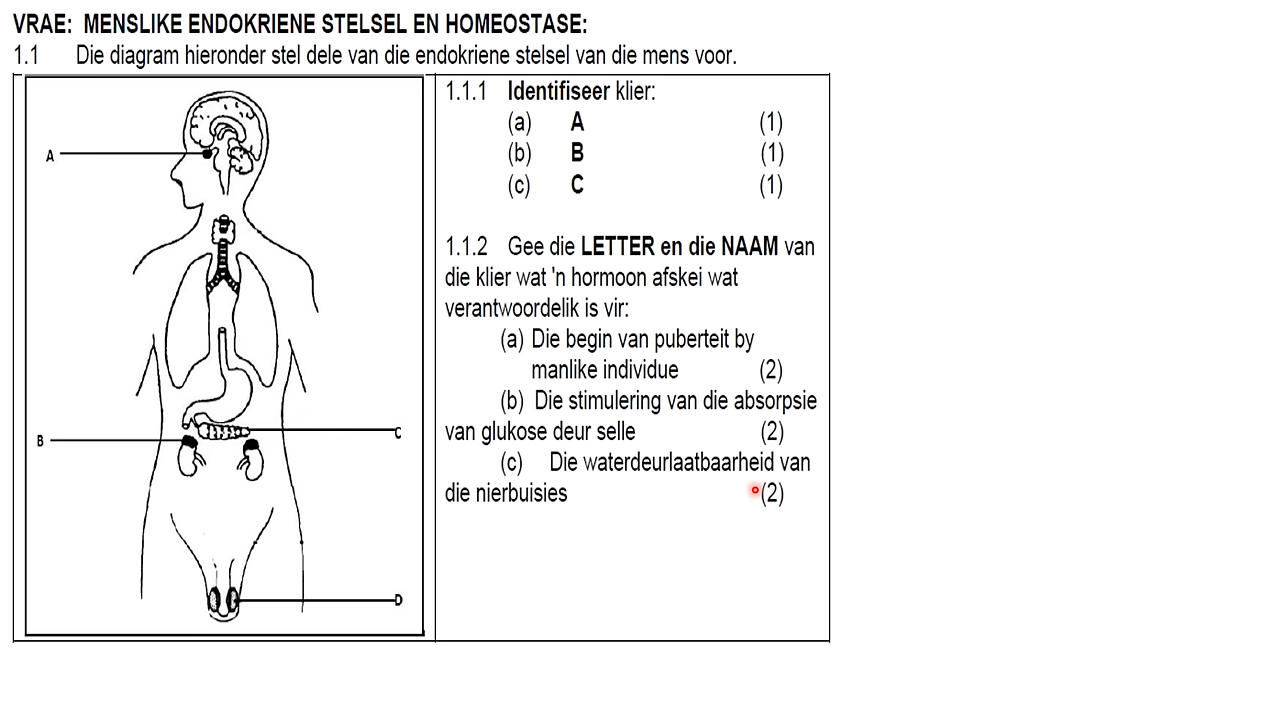 VRAE: MENSLIKE ENDOKRIENE STELSEL EN HOMEOSTASE:
1.1 Die diagram hieronder stel dele van die endokriene stelsel van die mens voor.
A
B
C
D
1.1.1 Identifiseer klier:
(a) A (1)
(b) B (1)
(c) C (1)
1.1.2 Gee die LETTER en die NAAM van
die klier wat 'n hormoon afskei wat
verantwoordelik is vir:
(a) Die begin van puberteit by
manlike individue (2)
(b) Die stimulering van die absorpsie
van glukose deur selle (2)
(c) Die waterdeurlaatbaarheid van
die nierbuisies (2)